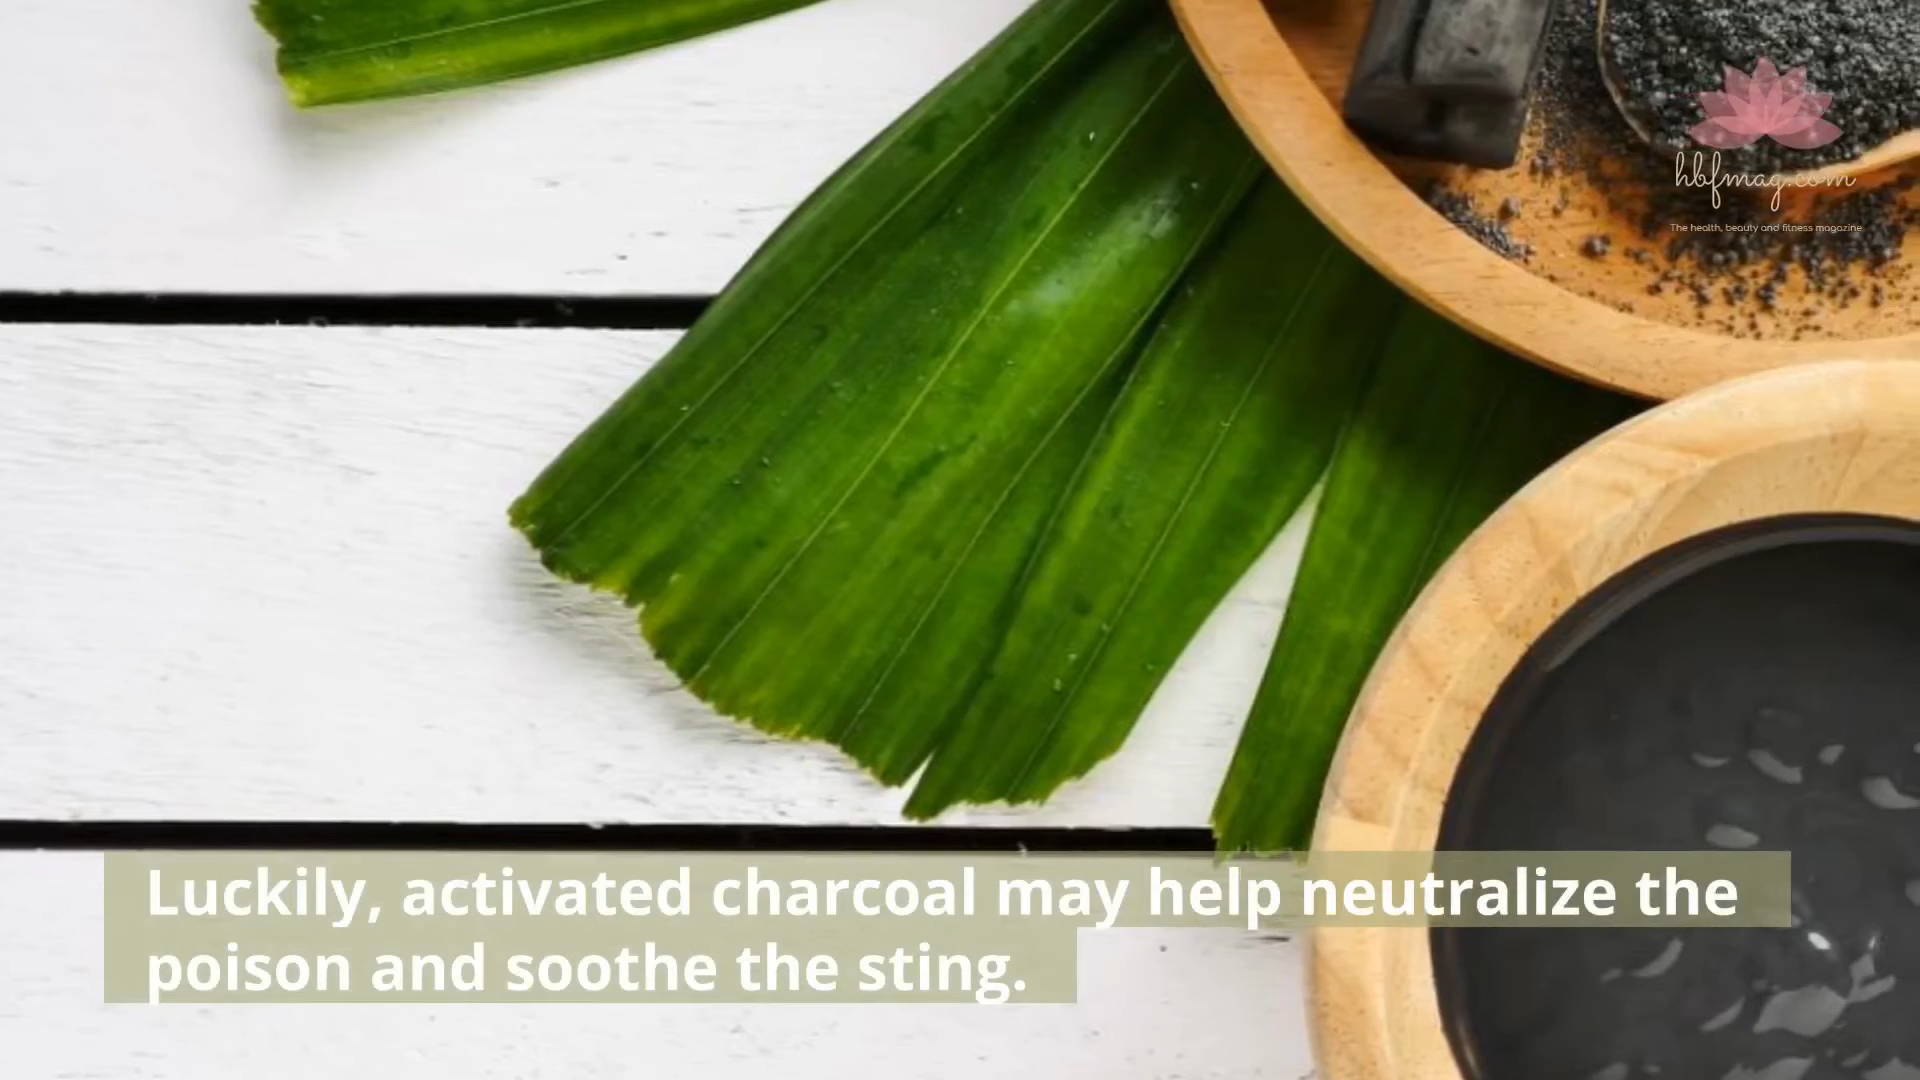 hbfmag.com
The health, beauty and fitness magazine
Luckily, activated charcoal may help neutralize the
poison and soothe the sting.